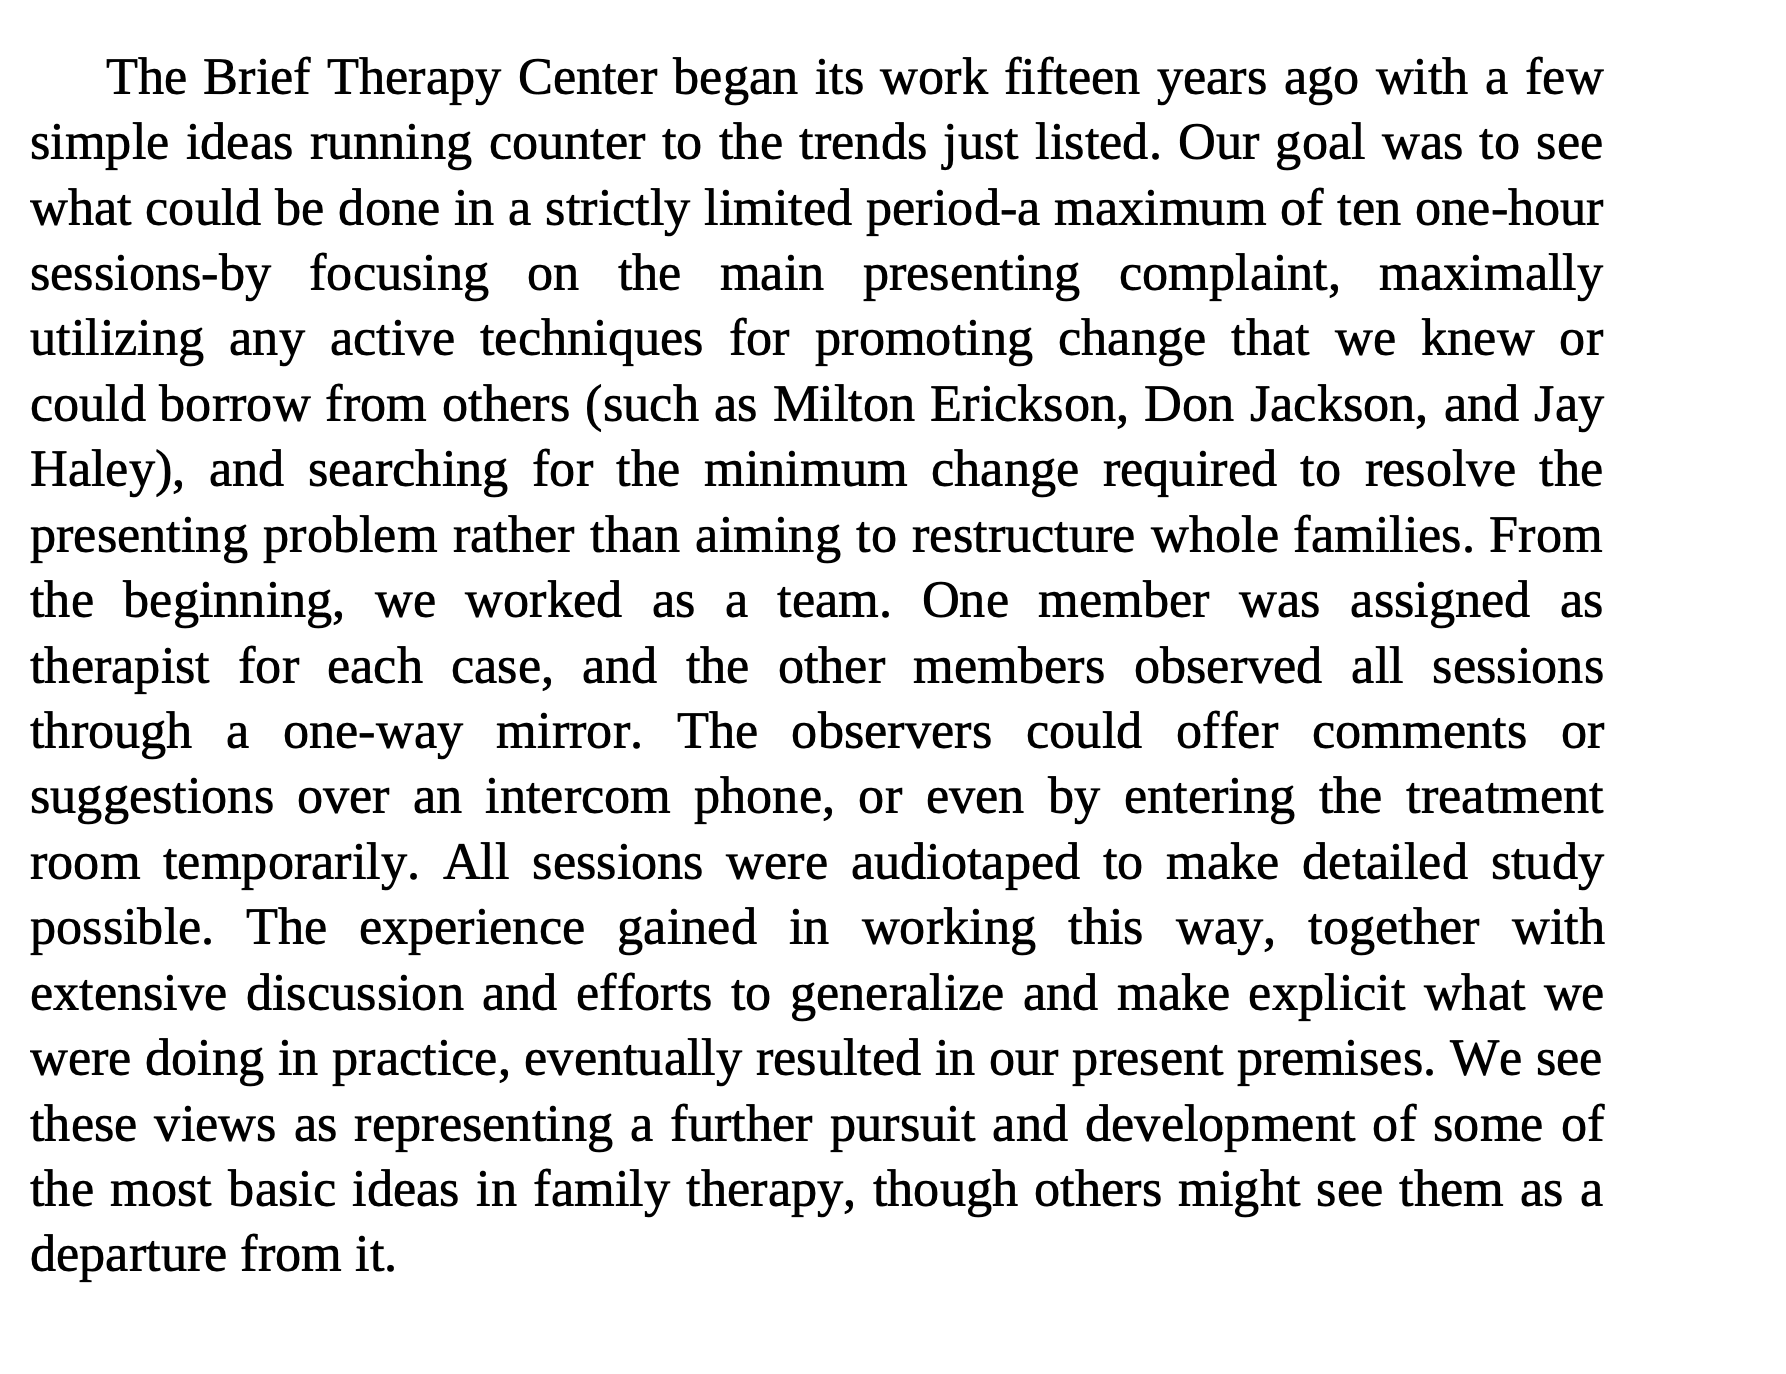 The Brief Therapy Center began its work fifteen years ago with a few
simple ideas running counter to the trends just listed. Our goal was to see
what could be done in a strictly limited period-a maximum of ten one-hour
sessions-by focusing on the main presenting complaint, maximally
utilizing any active techniques for promoting change that we knew or
could borrow from others (such as Milton Erickson, Don Jackson, and Jay
Haley), and searching for the minimum change required to resolve the
presenting problem rather than aiming to restructure whole families. From
the beginning, we worked as a team. One member was assigned as
therapist for each case, and the other members observed all sessions
through a one-way mirror. The observers could offer comments or
suggestions over an intercom phone, or even by entering the treatment
room temporarily. All sessions were audiotaped to make detailed study
possible. The experience gained in working this way, together with
extensive discussion and efforts to generalize and make explicit what we
were doing in practice, eventually resulted in our present premises. We see
these views as representing a further pursuit and development of some of
the most basic ideas in family therapy, though others might see them as a
departure from it.